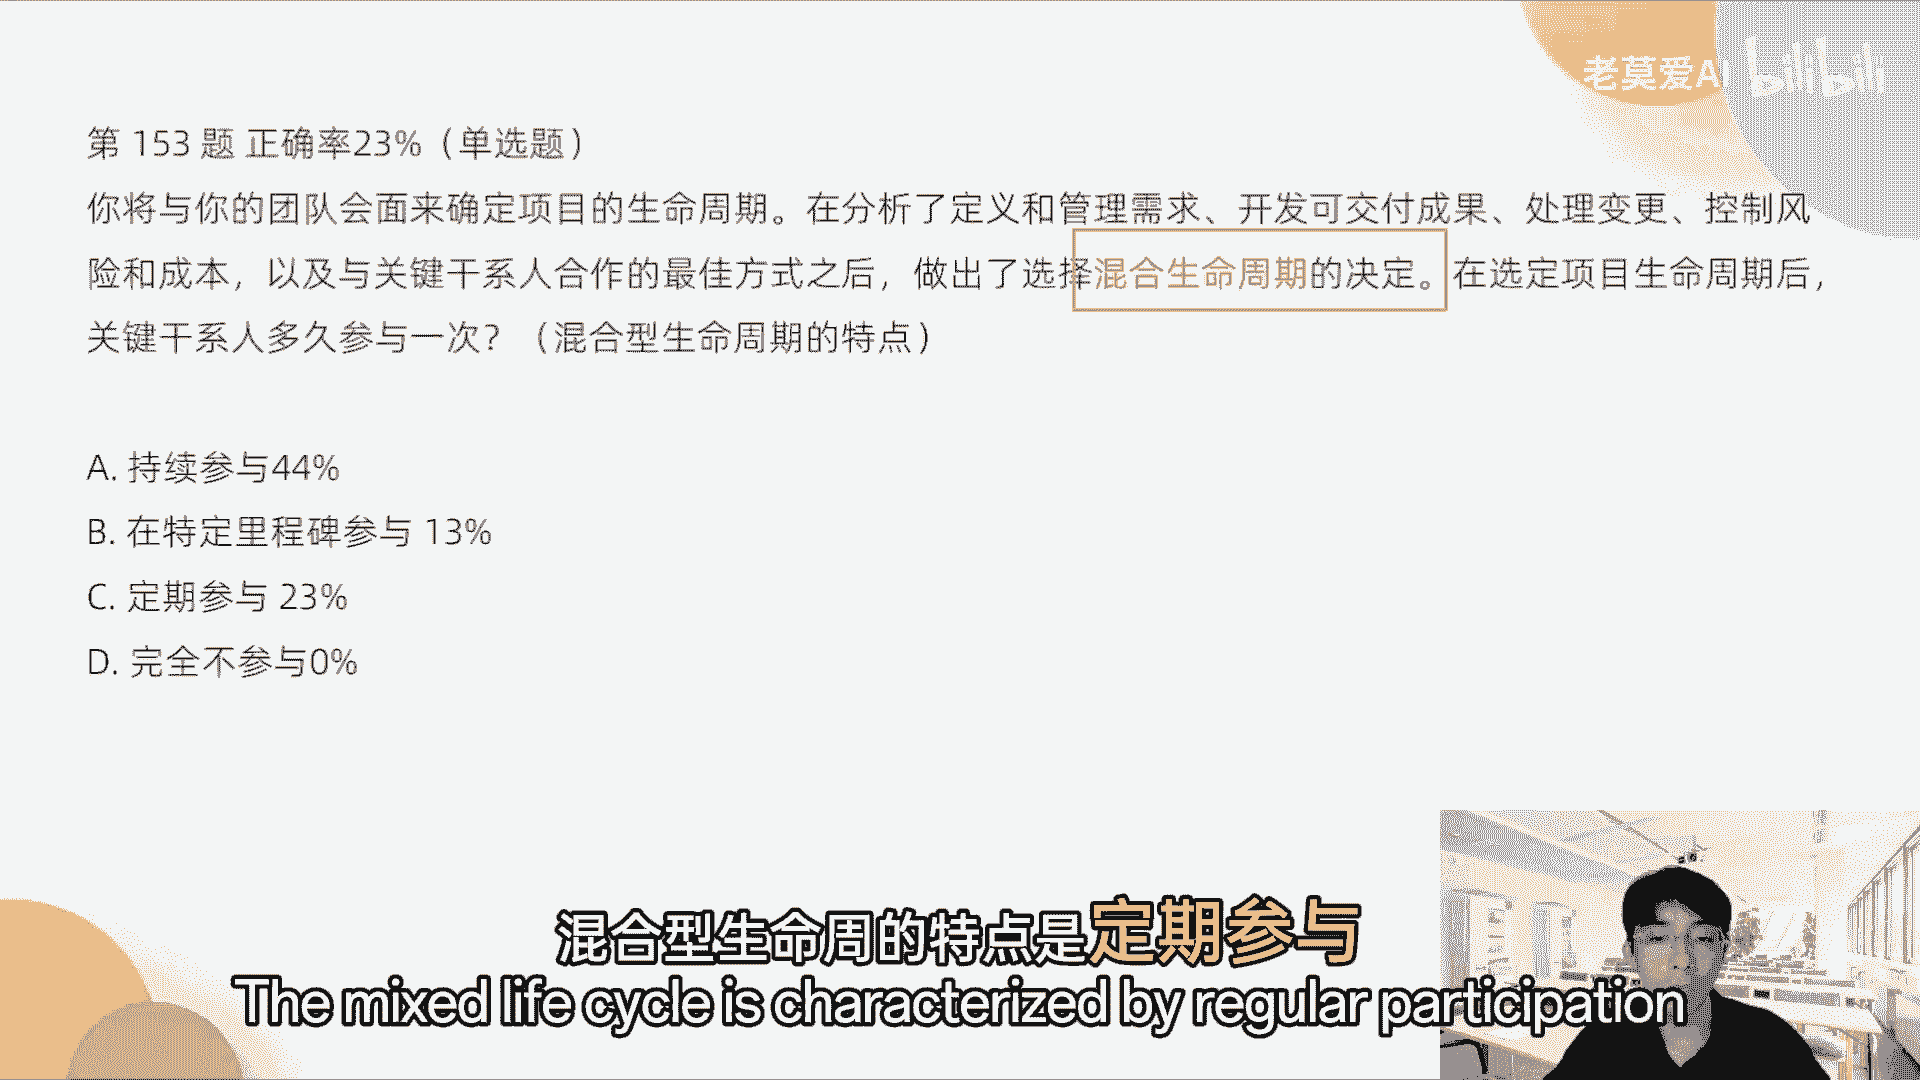 老莫爱AI bilibili
第 153 题 正确率23%（单选题）
你将与你的团队会面来确定项目的生命周期。在分析了定义和管理需求、开发可交付成果、处理变更、控制风
险和成本，以及与关键干系人合作的最佳方式之后，做出了选择混合生命周期的决定。在选定项目生命周期后，
关键干系人多久参与一次？（混合型生命周期的特点）
A. 持续参与44%
B. 在特定里程碑参与 13%
C. 定期参与 23%
D. 完全不参与0%
混合型生命周的特点是定期参与
The mixed life cycle is characterized by regular participation